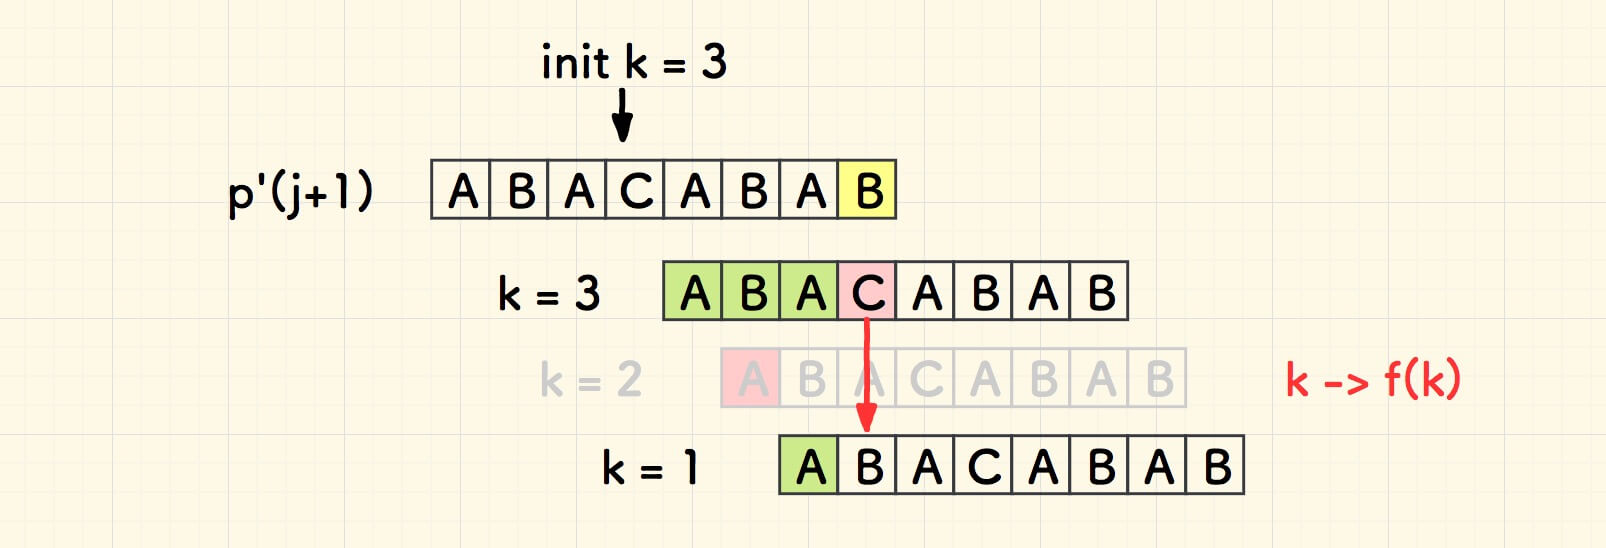 init k = 3
p'(j+1) A B A C A B A B
k = 3 A B A C A B A B
k = 2 A B A C A B A B k -> f(k)
k = 1 A B A C A B A B